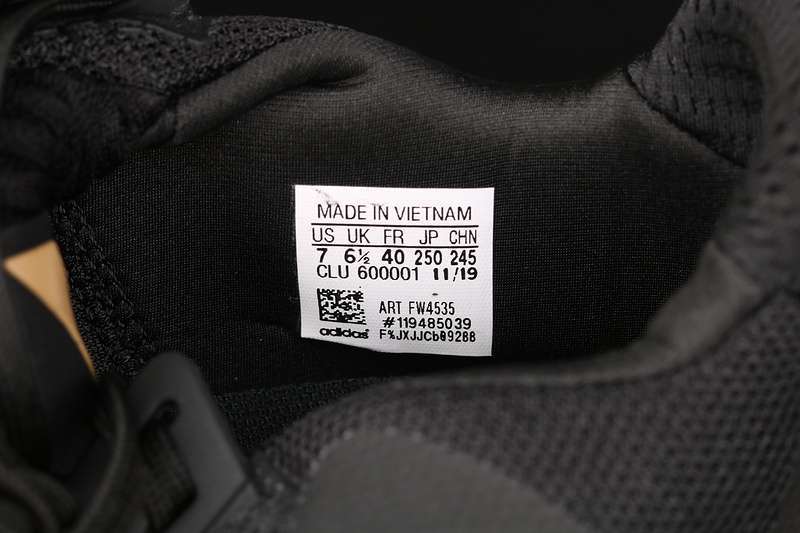 MADE IN VIETNAM
US UK FR JP CHN
7 6½ 40 250 245
CLU 600001 11/19
ART FW4535
#119485039
adidas F%JXJJCb09288